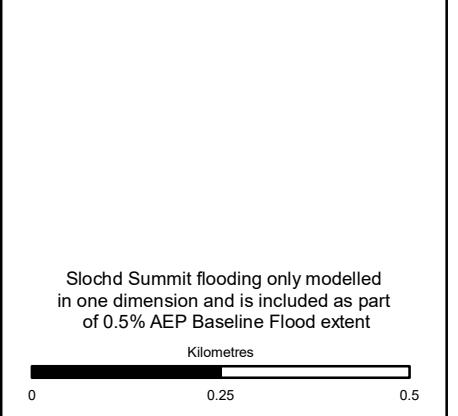 Slochd Summit flooding only modelled
in one dimension and is included as part
of 0.5% AEP Baseline Flood extent
Kilometres
0 0.25 0.5